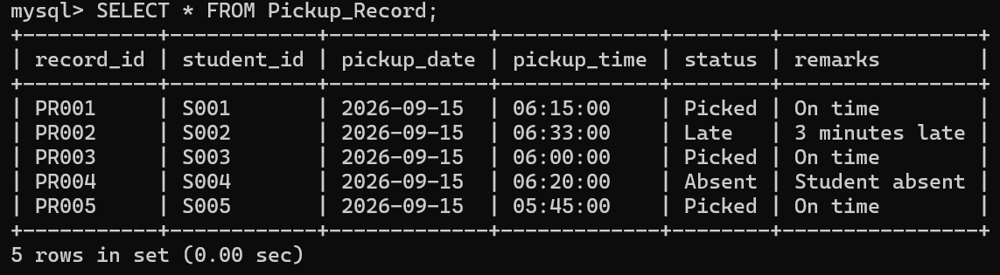 mysql> SELECT * FROM Pickup_Record;
+-----------+------------+-------------+-------------+--------+----------------+
| record_id | student_id | pickup_date | pickup_time | status | remarks        |
+-----------+------------+-------------+-------------+--------+----------------+
| PR001     | S001       | 2026-09-15  | 06:15:00    | Picked | On time        |
| PR002     | S002       | 2026-09-15  | 06:33:00    | Late   | 3 minutes late |
| PR003     | S003       | 2026-09-15  | 06:00:00    | Picked | On time        |
| PR004     | S004       | 2026-09-15  | 06:20:00    | Absent | Student absent |
| PR005     | S005       | 2026-09-15  | 05:45:00    | Picked | On time        |
+-----------+------------+-------------+-------------+--------+----------------+
5 rows in set (0.00 sec)